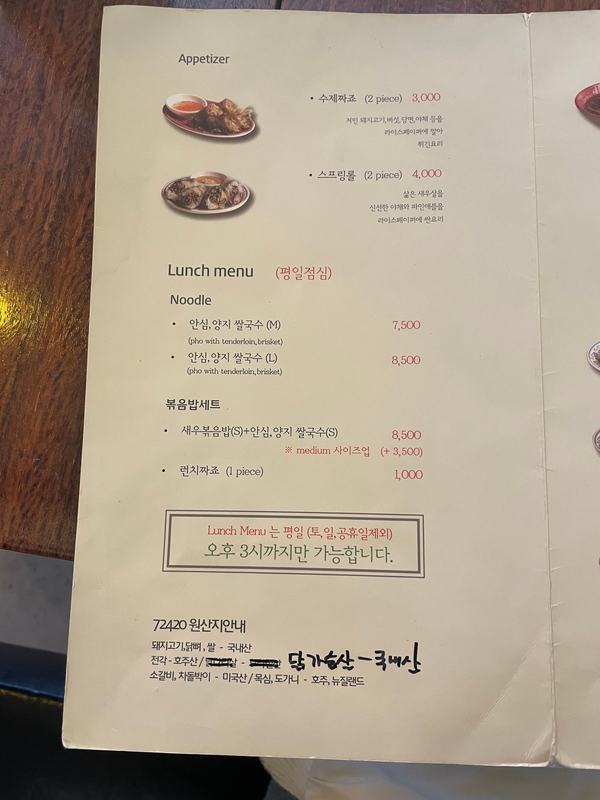 Appetizer
• 수제짜죠 (2 piece) 3,000
저민 돼지고기,버섯,당면,야채 등을
라이스페이퍼에 말아
튀긴요리
• 스프링롤 (2 piece) 4,000
삶은 새우살을
신선한 야채와 파인애플을
라이스페이퍼에 싼요리
Lunch menu (평일점심)
Noodle
• 안심,양지 쌀국수 (M) 7,500
(pho with tenderloin,brisket)
• 안심,양지 쌀국수 (L) 8,500
(pho with tenderloin,brisket)
볶음밥세트
• 새우볶음밥(S)+안심,양지 쌀국수(S) 8,500
※ medium 사이즈업 (+ 3,500)
• 런치짜죠 (1 piece) 1,000
Lunch Menu 는 평일 (토,일,공휴일제외)
오후 3시까지만 가능합니다.
72420 원산지안내
돼지고기,닭뼈, 쌀 - 국내산
전각 - 호주산 / - 닭가슴살 - 국내산
소갈비, 차돌박이 - 미국산 / 목심, 도가니 - 호주, 뉴질랜드